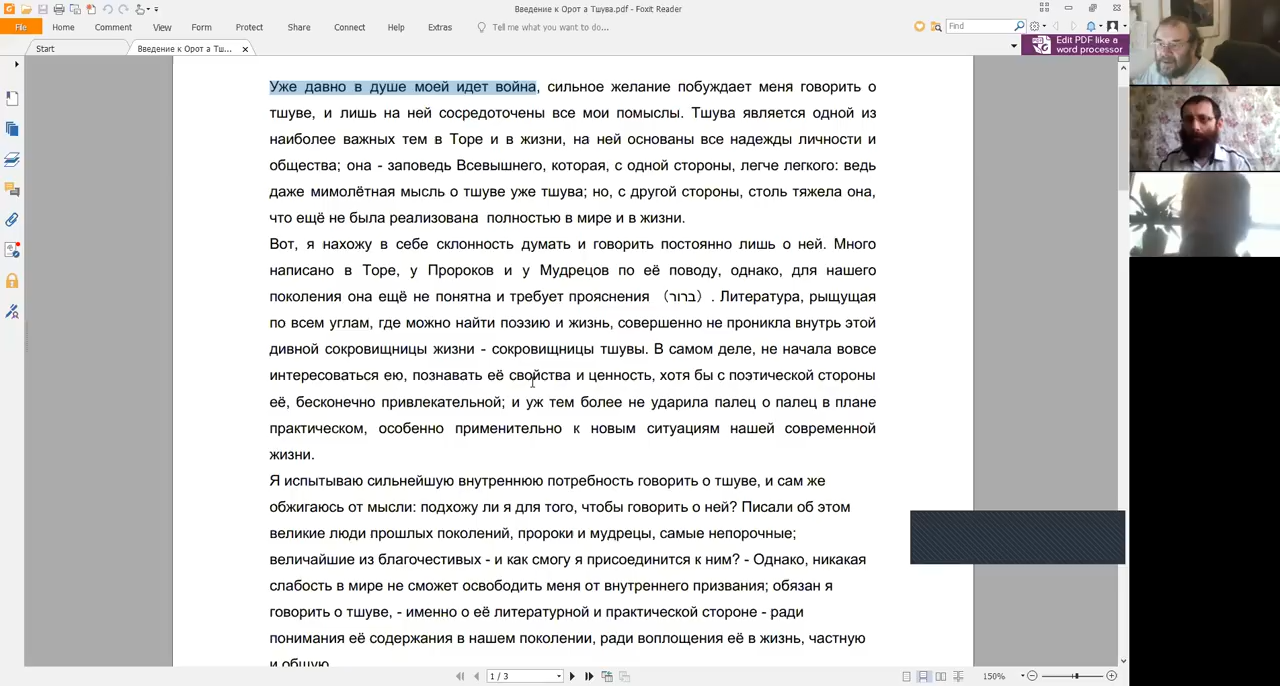 Введение к Орот а Тшува.pdf - Foxit Reader
File Home Comment View Form Protect Share Connect Help Extras Tell me what you want to do... Find
Start Введение к Орот а Тш...
Edit PDF like a
word processor
Уже давно в душе моей идет война, сильное желание побуждает меня говорить о
тшуве, и лишь на ней сосредоточены все мои помыслы. Тшува является одной из
наиболее важных тем в Торе и в жизни, на ней основаны все надежды личности и
общества; она - заповедь Всевышнего, которая, с одной стороны, легче легкого: ведь
даже мимолётная мысль о тшуве уже тшува; но, с другой стороны, столь тяжела она,
что ещё не была реализована полностью в мире и в жизни.
Вот, я нахожу в себе склонность думать и говорить постоянно лишь о ней. Много
написано в Торе, у Пророков и у Мудрецов по её поводу, однако, для нашего
поколения она ещё не понятна и требует прояснения (ברור) . Литература, рыщущая
по всем углам, где можно найти поэзию и жизнь, совершенно не проникла внутрь этой
дивной сокровищницы жизни - сокровищницы тшувы. В самом деле, не начала вовсе
интересоваться ею, познавать её свойства и ценность, хотя бы с поэтической стороны
её, бесконечно привлекательной; и уж тем более не ударила палец о палец в плане
практическом, особенно применительно к новым ситуациям нашей современной
жизни.
Я испытываю сильнейшую внутреннюю потребность говорить о тшуве, и сам же
обжигаюсь от мысли: подхожу ли я для того, чтобы говорить о ней? Писали об этом
великие люди прошлых поколений, пророки и мудрецы, самые непорочные;
величайшие из благочестивых - и как смогу я присоединится к ним? - Однако, никакая
слабость в мире не сможет освободить меня от внутреннего призвания; обязан я
говорить о тшуве, - именно о её литературной и практической стороне - ради
понимания её содержания в нашем поколении, ради воплощения её в жизнь, частную
и общую
1 / 3 150%